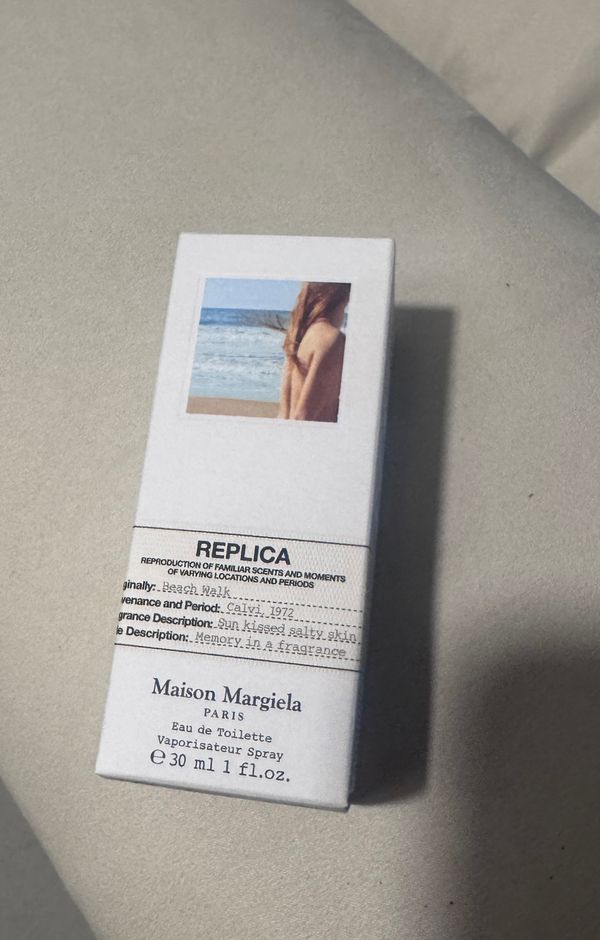 REPLICA
REPRODUCTION OF FAMILIAR SCENTS AND MOMENTS
OF VARYING LOCATIONS AND PERIODS
ginally: Beach Walk
venance and Period: Calvi, 1972
grance Description: Sun kissed salty skin
le Description: Memory in a fragrance
Maison Margiela
PARIS
Eau de Toilette
Vaporisateur Spray
℮ 30 ml 1 fl.oz.